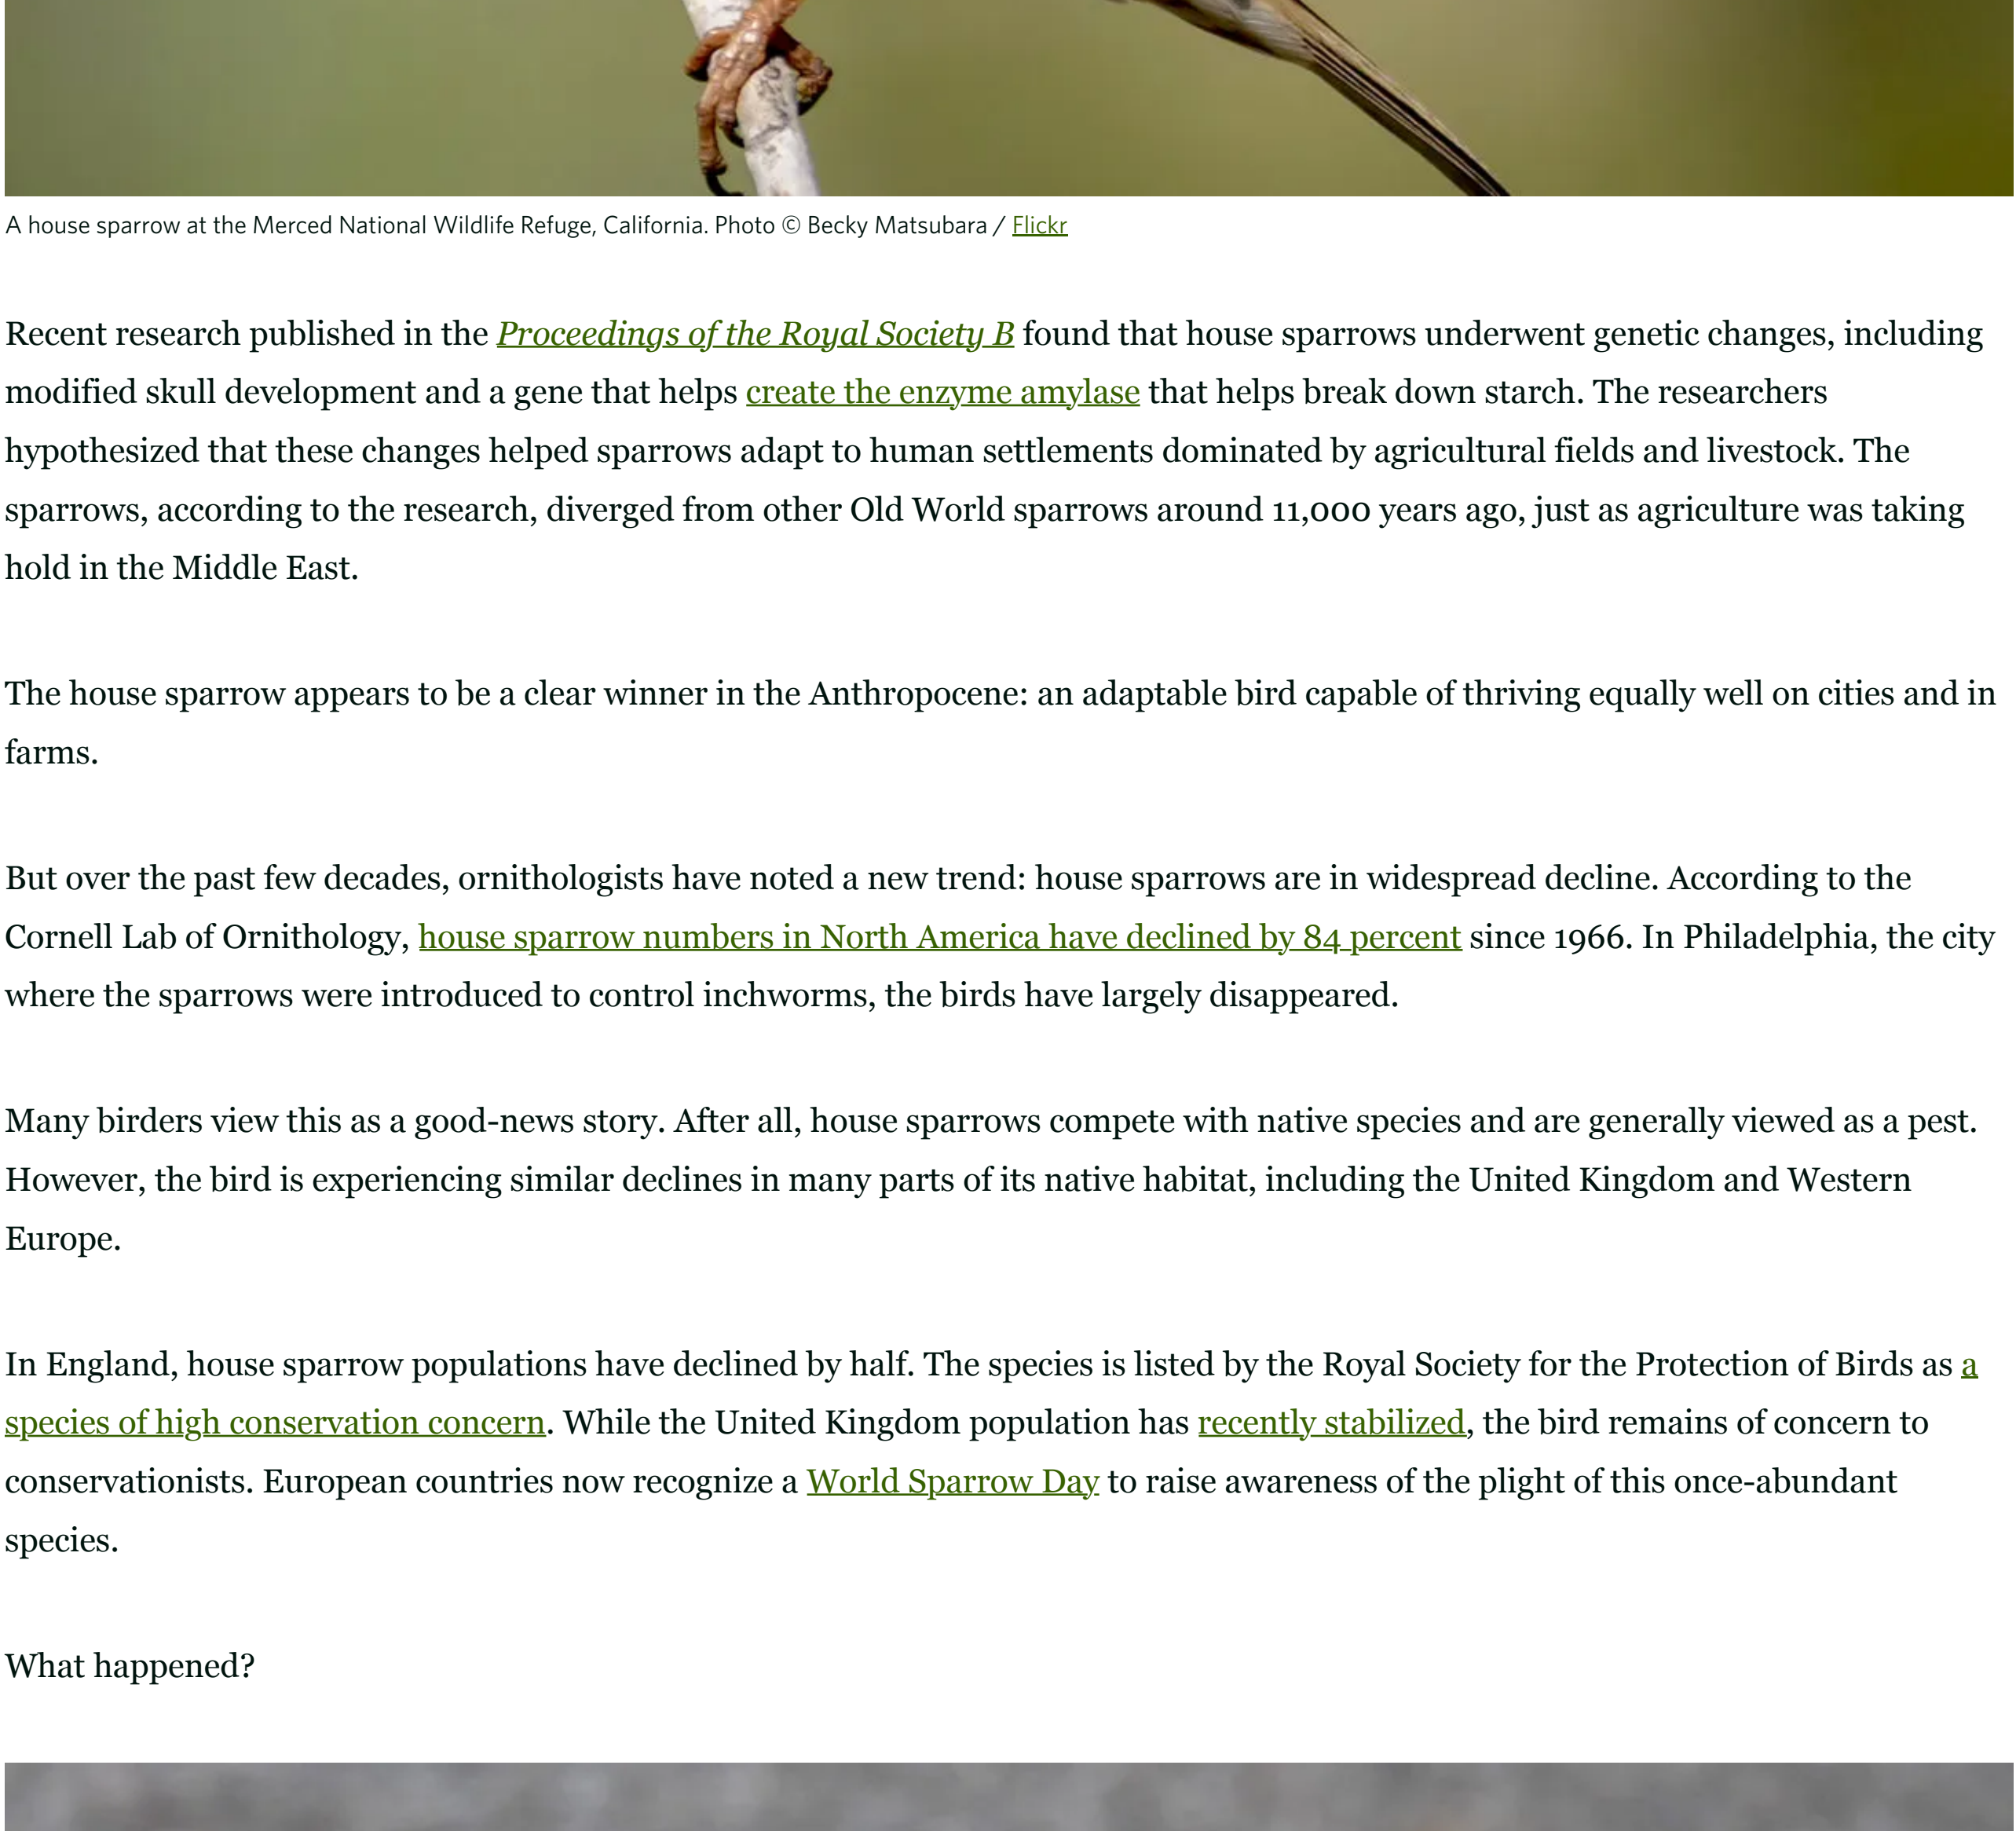 A house sparrow at the Merced National Wildlife Refuge, California. Photo © Becky Matsubara / Flickr
Recent research published in the Proceedings of the Royal Society B found that house sparrows underwent genetic changes, including
modified skull development and a gene that helps create the enzyme amylase that helps break down starch. The researchers
hypothesized that these changes helped sparrows adapt to human settlements dominated by agricultural fields and livestock. The
sparrows, according to the research, diverged from other Old World sparrows around 11,000 years ago, just as agriculture was taking
hold in the Middle East.
The house sparrow appears to be a clear winner in the Anthropocene: an adaptable bird capable of thriving equally well on cities and in
farms.
But over the past few decades, ornithologists have noted a new trend: house sparrows are in widespread decline. According to the
Cornell Lab of Ornithology, house sparrow numbers in North America have declined by 84 percent since 1966. In Philadelphia, the city
where the sparrows were introduced to control inchworms, the birds have largely disappeared.
Many birders view this as a good-news story. After all, house sparrows compete with native species and are generally viewed as a pest.
However, the bird is experiencing similar declines in many parts of its native habitat, including the United Kingdom and Western
Europe.
In England, house sparrow populations have declined by half. The species is listed by the Royal Society for the Protection of Birds as a
species of high conservation concern. While the United Kingdom population has recently stabilized, the bird remains of concern to
conservationists. European countries now recognize a World Sparrow Day to raise awareness of the plight of this once-abundant
species.
What happened?